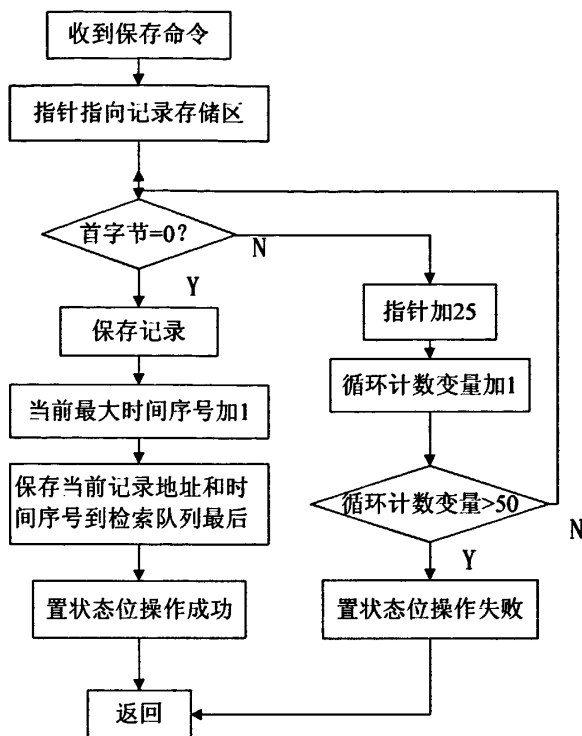 收到保存命令
指针指向记录存储区
首字节=0?
N
Y
保存记录
指针加25
循环计数变量加1
当前最大时间序号加1
保存当前记录地址和时
间序号到检索队列最后
循环计数变量>50
N
Y
置状态位操作成功
置状态位操作失败
返回